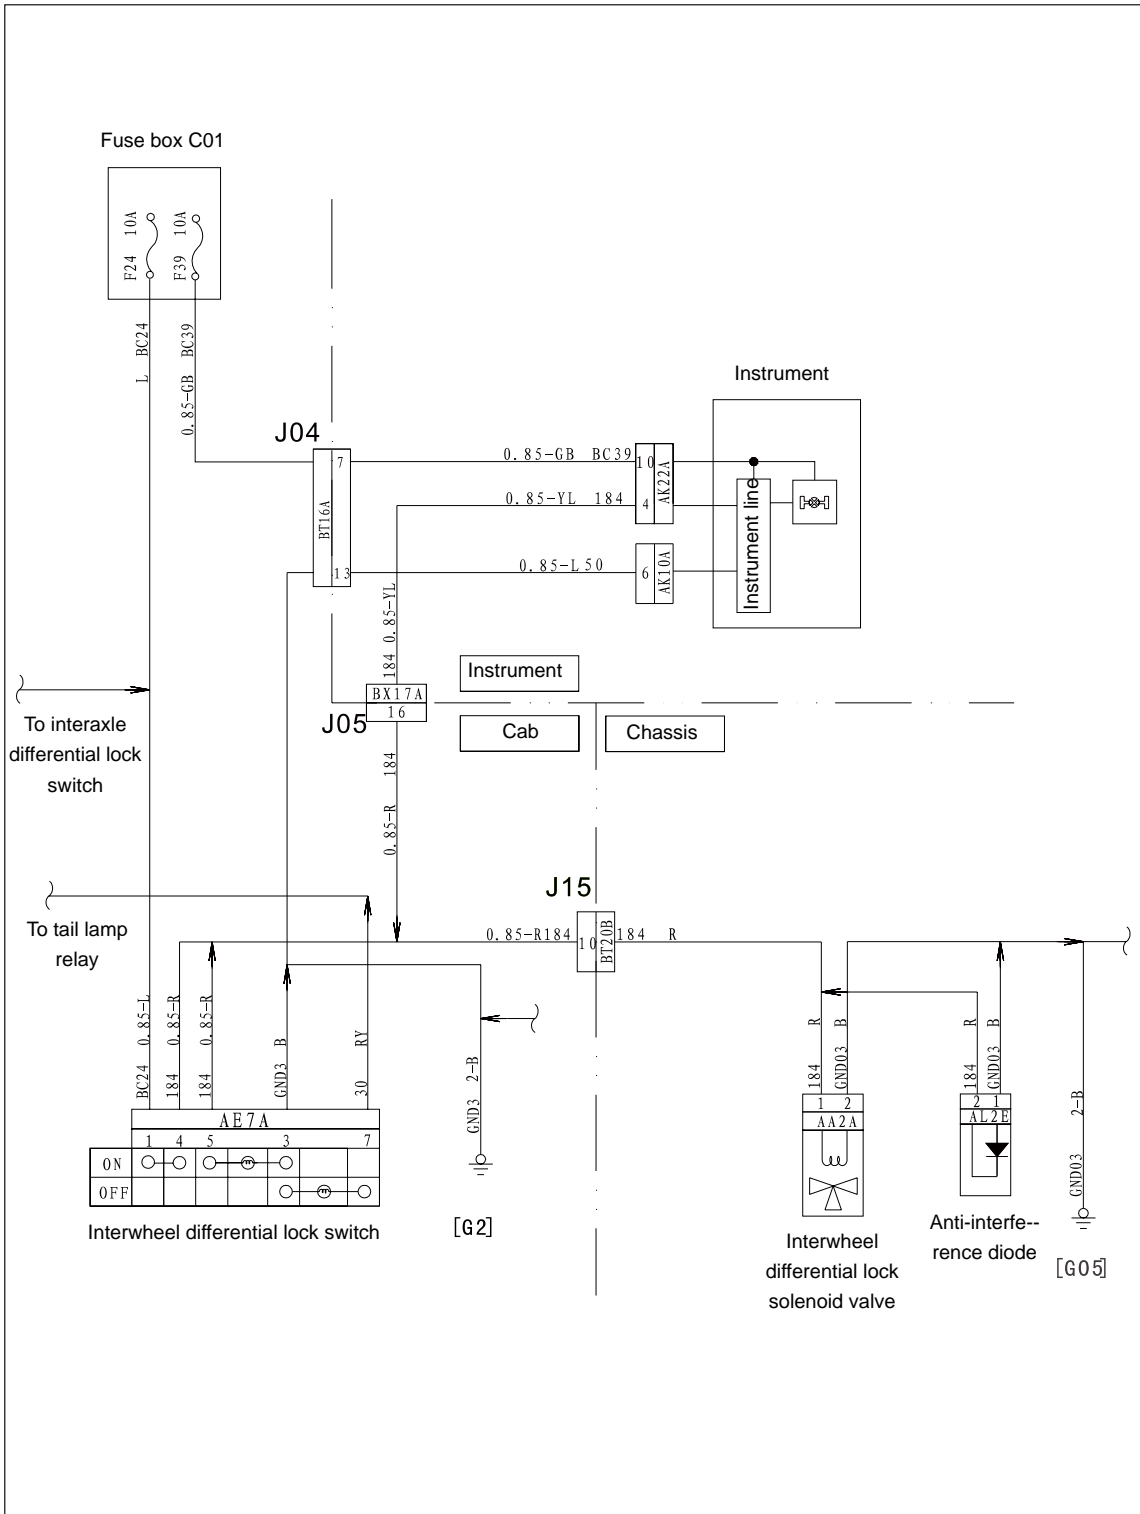 Fuse box C01
F24 10A
F39 10A
L BC24
0.85-GB BC39
Instrument
J04
7
BT16A
13
0.85-GB BC39
10
AK22A
0.85-YL 184
4
0.85-L 50
6
AK10A
Instrument line
184 0.85-YL
Instrument
BX17A
16
J05
Cab
Chassis
To interaxle
differential lock
switch
0.85-R 184
J15
To tail lamp
relay
0.85-R184
10
BT20B
184 R
BC24 0.85-L
184 0.85-R
184 0.85-R
GND3 B
30 RY
GND3 2-B
184 R
GND03 B
184 R
GND03 B
GND03 2-B
AE7A
1 4 5 3 7
ON
OFF
Interwheel differential lock switch
[G2]
1 2
AA2A
Interwheel
differential lock
solenoid valve
2 1
AL2E
Anti-interfe--
rence diode
[G05]